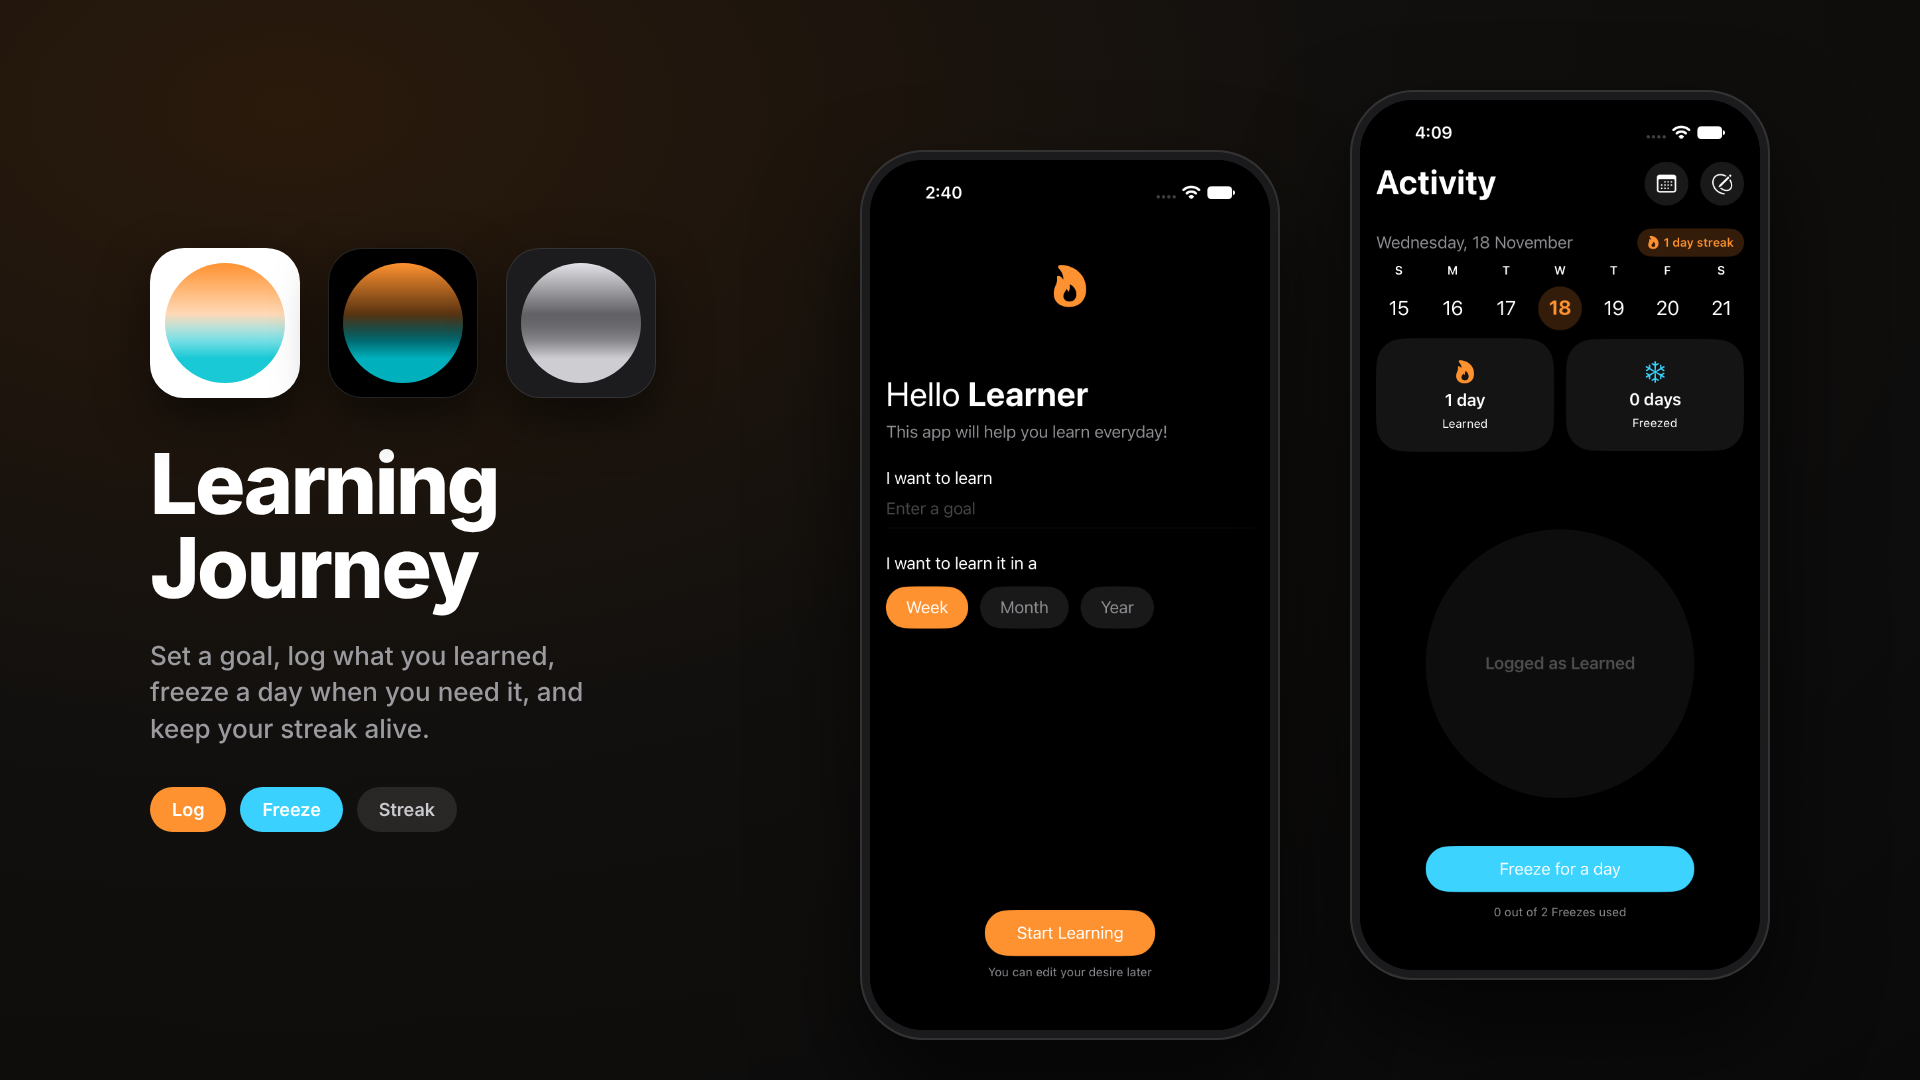 Learning
Journey
Set a goal, log what you learned,
freeze a day when you need it, and
keep your streak alive.
Log Freeze Streak
2:40
Hello Learner
This app will help you learn everyday!
I want to learn
Enter a goal
I want to learn it in a
Week Month Year
Start Learning
You can edit your desire later
4:09
Activity
Wednesday, 18 November 1 day streak
S M T W T F S
15 16 17 18 19 20 21
1 day 0 days
Learned Freezed
Logged as Learned
Freeze for a day
0 out of 2 Freezes used